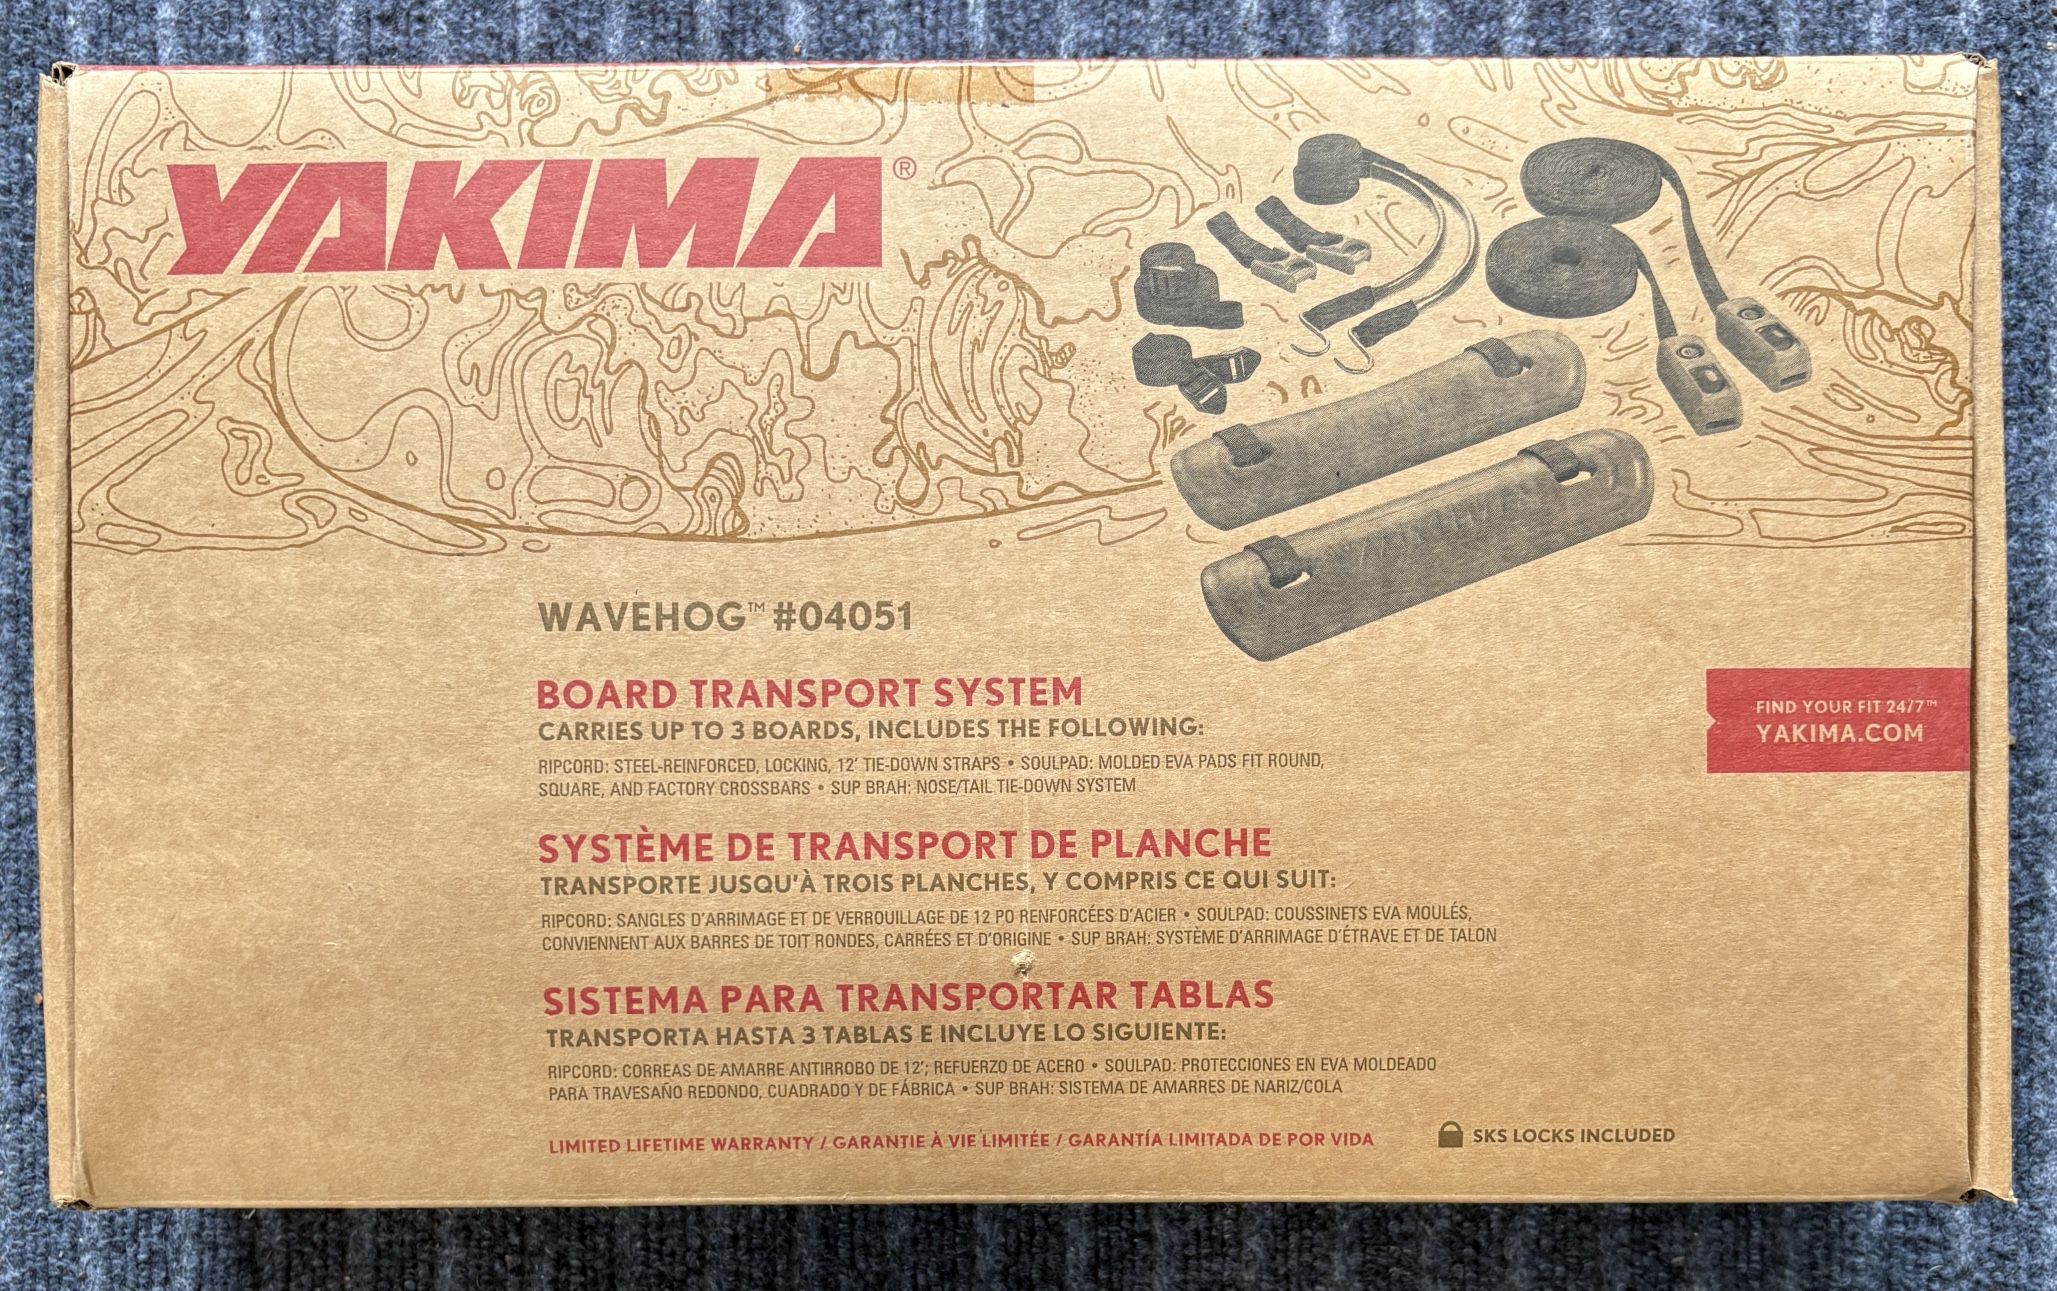 YAKIMA®
WAVEHOG™ #04051
BOARD TRANSPORT SYSTEM
CARRIES UP TO 3 BOARDS, INCLUDES THE FOLLOWING:
RIPCORD: STEEL-REINFORCED, LOCKING, 12' TIE-DOWN STRAPS • SOULPAD: MOLDED EVA PADS FIT ROUND,
SQUARE, AND FACTORY CROSSBARS • SUP BRAH: NOSE/TAIL TIE-DOWN SYSTEM
FIND YOUR FIT 24/7™
YAKIMA.COM
SYSTÈME DE TRANSPORT DE PLANCHE
TRANSPORTE JUSQU'À TROIS PLANCHES, Y COMPRIS CE QUI SUIT:
RIPCORD: SANGLES D'ARRIMAGE ET DE VERROUILLAGE DE 12 PO RENFORCÉES D'ACIER • SOULPAD: COUSSINETS EVA MOULÉS,
CONVIENNENT AUX BARRES DE TOIT RONDES, CARRÉES ET D'ORIGINE • SUP BRAH: SYSTÈME D'ARRIMAGE D'ÉTRAVE ET DE TALON
SISTEMA PARA TRANSPORTAR TABLAS
TRANSPORTA HASTA 3 TABLAS E INCLUYE LO SIGUIENTE:
RIPCORD: CORREAS DE AMARRE ANTIRROBO DE 12'; REFUERZO DE ACERO • SOULPAD: PROTECCIONES EN EVA MOLDEADO
PARA TRAVESAÑO REDONDO, CUADRADO Y DE FÁBRICA • SUP BRAH: SISTEMA DE AMARRES DE NARIZ/COLA
LIMITED LIFETIME WARRANTY / GARANTIE À VIE LIMITÉE / GARANTÍA LIMITADA DE POR VIDA
SKS LOCKS INCLUDED